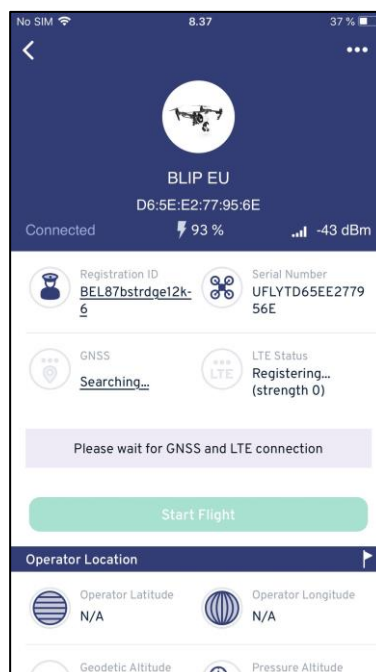 No SIM 8.37 37 %
BLIP EU
D6:5E:E2:77:95:6E
Connected 93 % -43 dBm
Registration ID
BEL87bstrdqe12k-
6
Serial Number
UFLYTD65EE2779
56E
GNSS
Searching...
LTE
LTE Status
Registering...
(strength 0)
Please wait for GNSS and LTE connection
Start Flight
Operator Location
Operator Latitude
N/A
Operator Longitude
N/A
Geodetic Altitude
Pressure Altitude